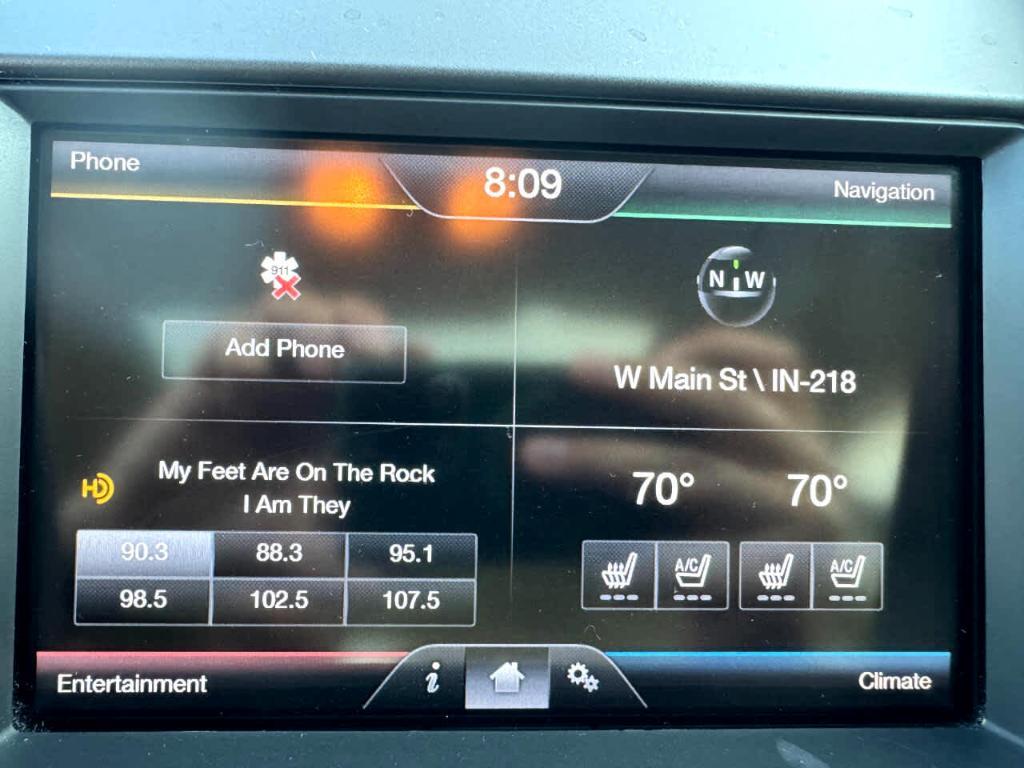 Phone
8:09
Navigation
911
N W
Add Phone
W Main St \ IN-218
HD
My Feet Are On The Rock
I Am They
70° 70°
90.3 88.3 95.1
98.5 102.5 107.5
A/C A/C
Entertainment
i
Climate